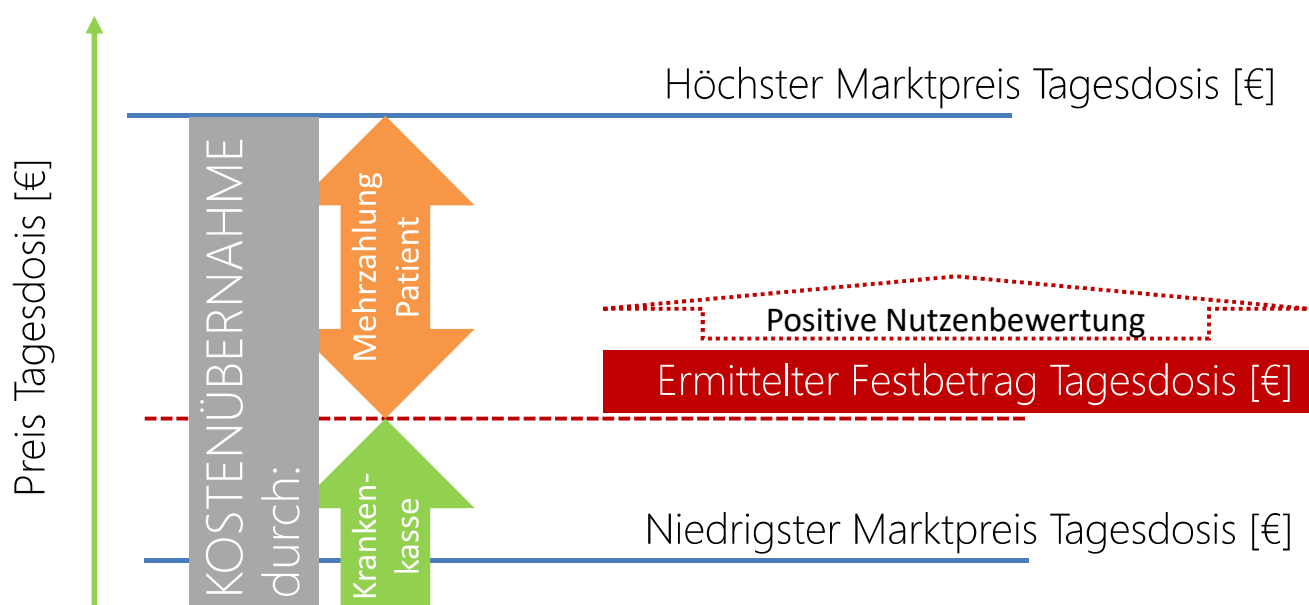 Höchster Marktpreis Tagesdosis [€]
Preis Tagesdosis [€]
KOSTENÜBERNAHME
durch:
Mehrzahlung
Patient
Positive Nutzenbewertung
Ermittelter Festbetrag Tagesdosis [€]
Kranken-
kasse
Niedrigster Marktpreis Tagesdosis [€]